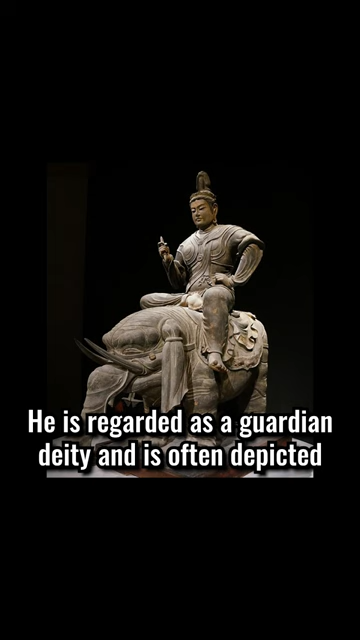 He is regarded as a guardian
deity and is often depicted